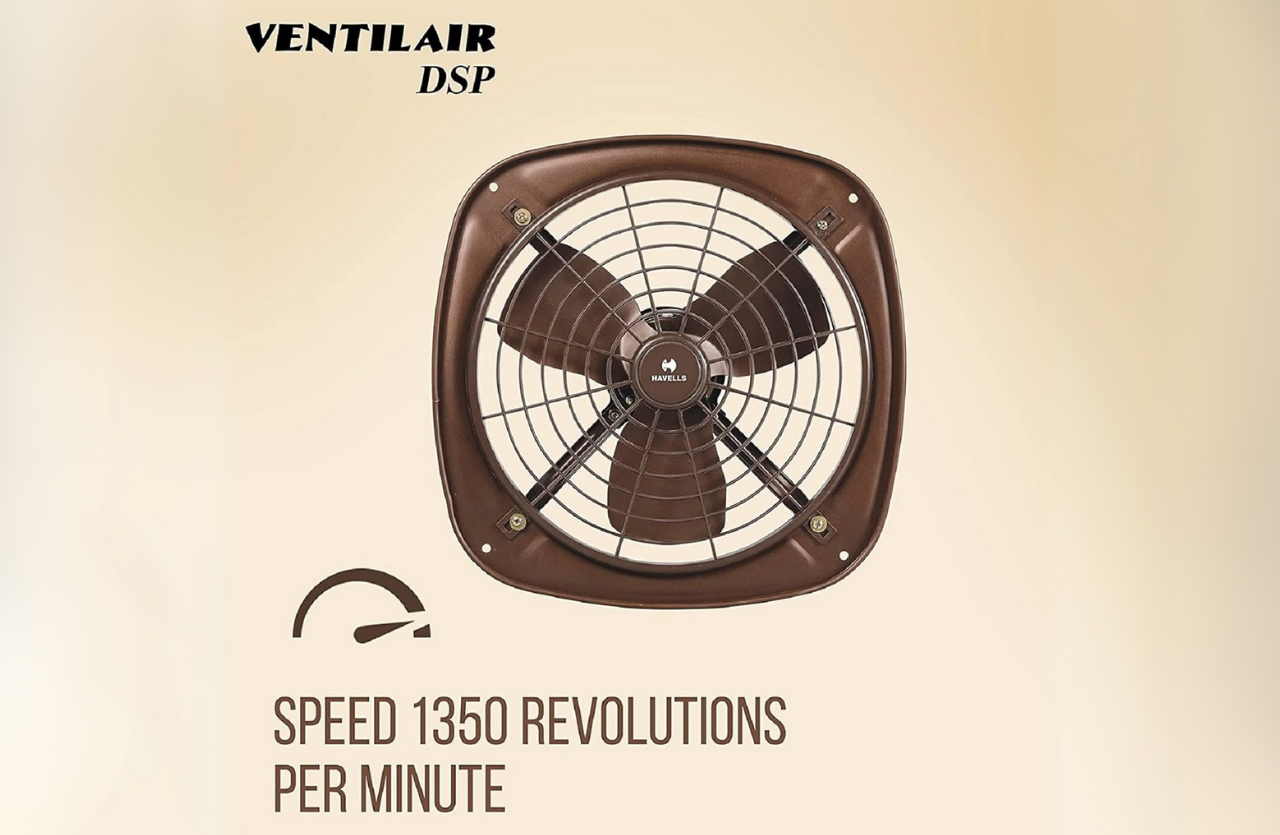 VENTILAIR
DSP
HAVELLS
SPEED 1350 REVOLUTIONS
PER MINUTE